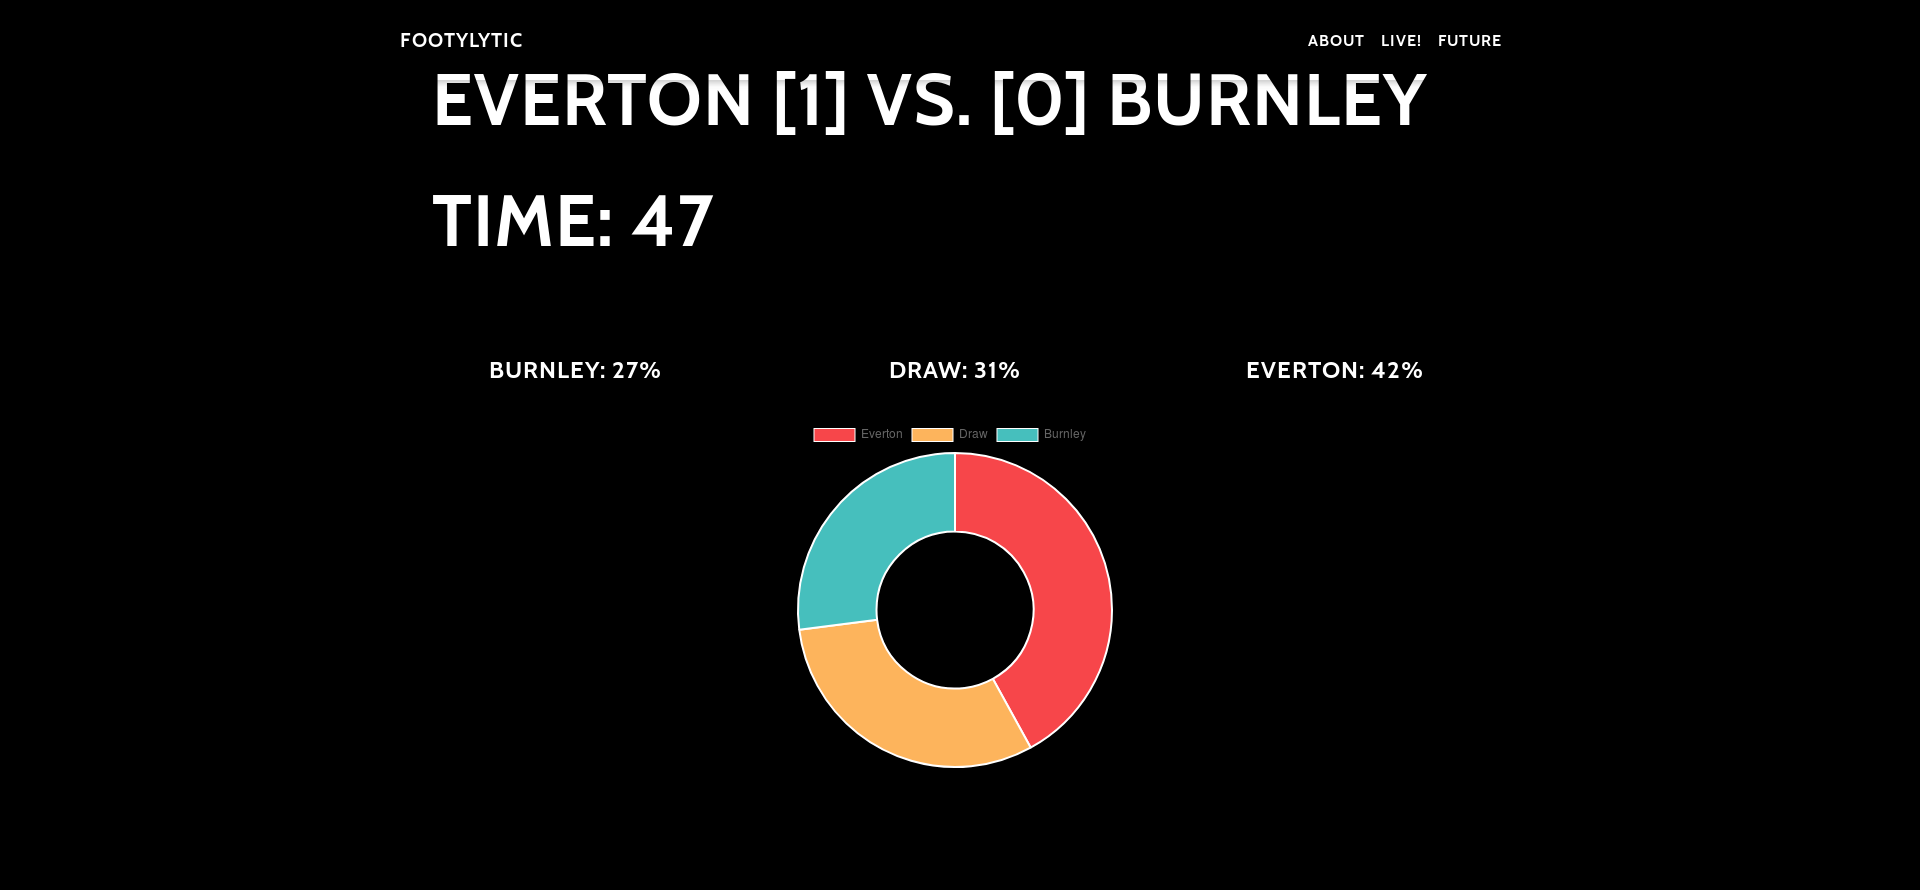 FOOTYLYTIC ABOUT LIVE! FUTURE
EVERTON [1] VS. [0] BURNLEY
TIME: 47
BURNLEY: 27% DRAW: 31% EVERTON: 42%
Everton Draw Burnley